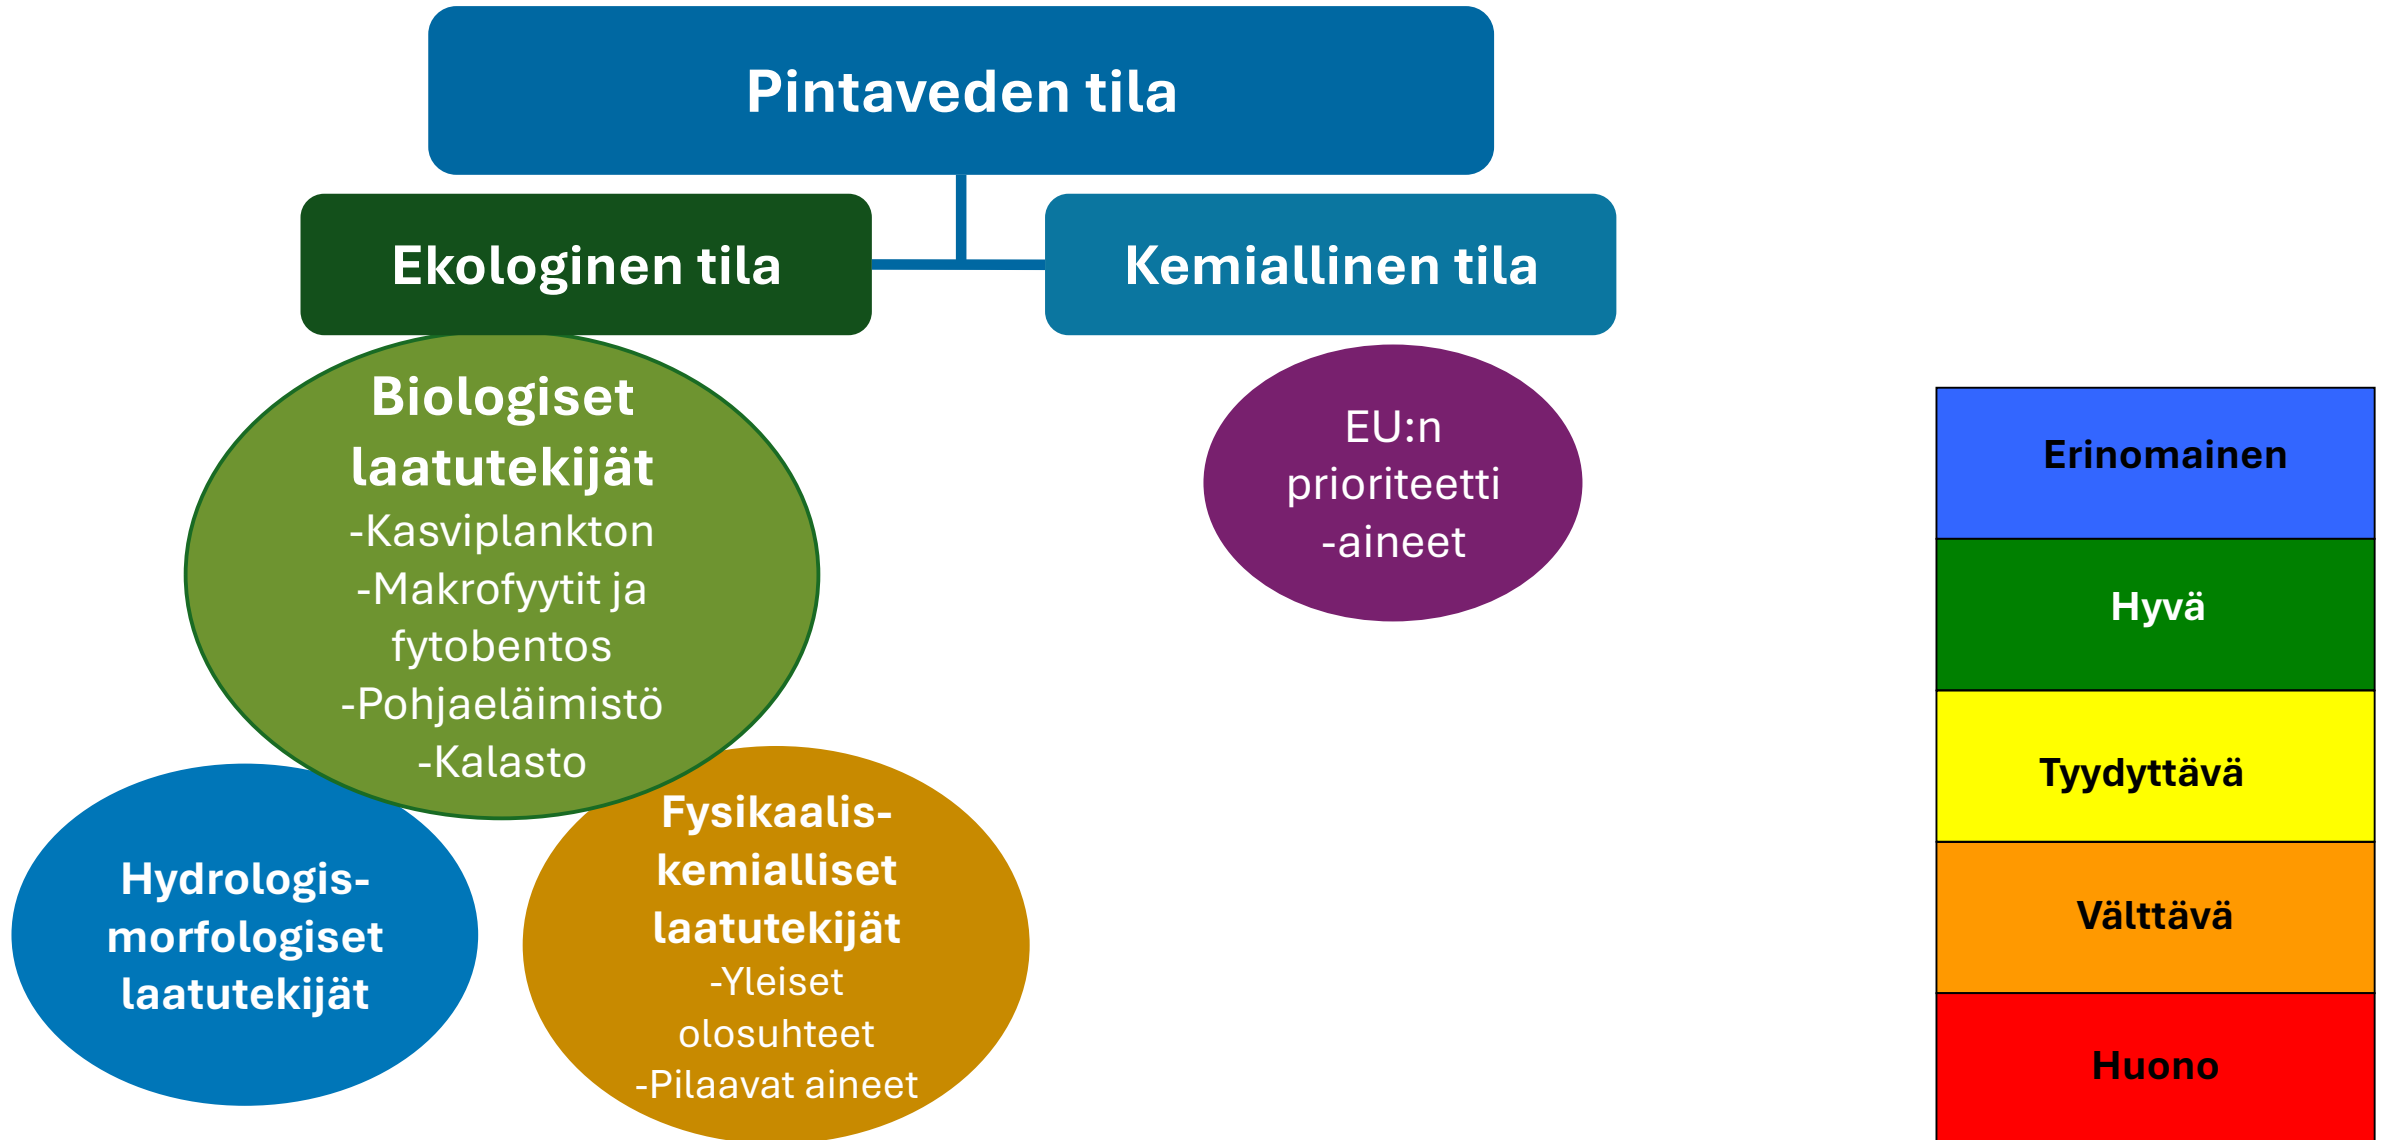 Pintaveden tila
Ekologinen tila
Kemiallinen tila
Biologiset
laatutekijät
-Kasviplankton
-Makrofyytit ja
fytobentos
-Pohjaeläimistö
-Kalasto
EU:n
prioriteetti
-aineet
Hydrologis-
morfologiset
laatutekijät
Fysikaalis-
kemialliset
laatutekijät
-Yleiset
olosuhteet
-Pilaavat aineet
Erinomainen
Hyvä
Tyydyttävä
Välttävä
Huono